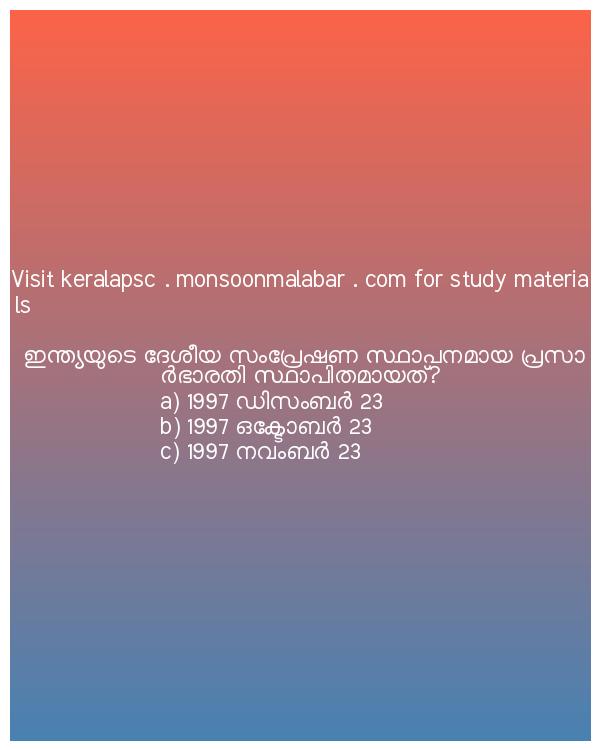 Visit keralapsc . monsoonmalabar . com for study materia
ls
ഇന്ത്യയുടെ ദേശീയ സംപ്രേഷണ സ്ഥാപനമായ പ്രസാ
ർഭാരതി സ്ഥാപിതമായത്?
a) 1997 ഡിസംബർ 23
b) 1997 ഒക്ടോബർ 23
c) 1997 നവംബർ 23